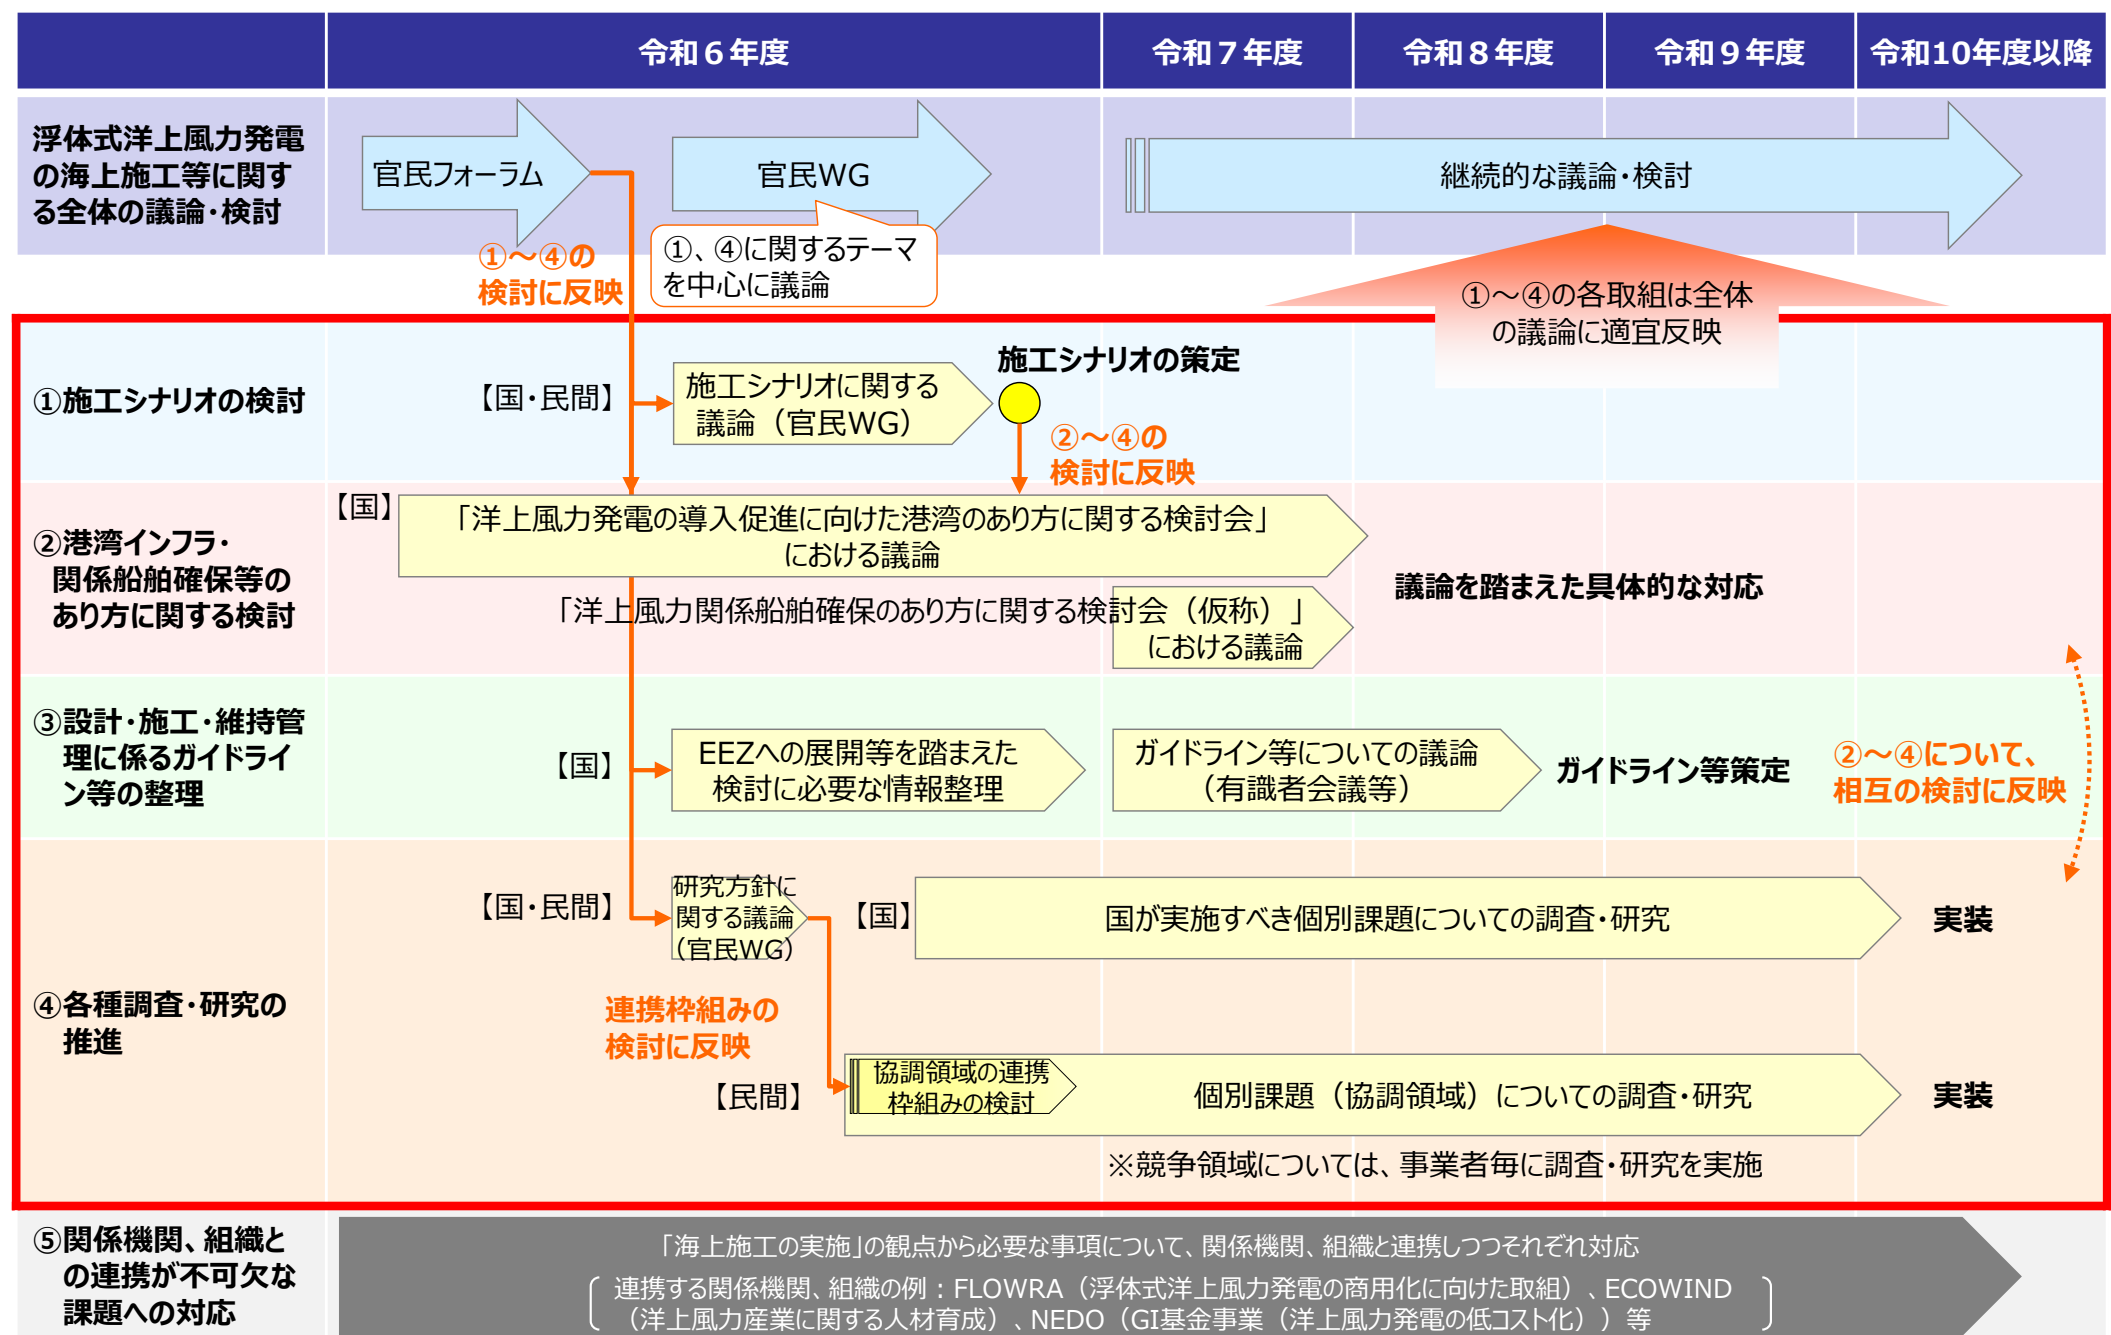 令和６年度
令和７年度
令和８年度
令和９年度
令和10年度以降
浮体式洋上風力発電
の海上施工等に関す
る全体の議論・検討
官民フォーラム
官民WG
継続的な議論・検討
①、④に関するテーマ
を中心に議論
①～④の
検討に反映
①～④の各取組は全体
の議論に適宜反映
①施工シナリオの検討
【国・民間】
施工シナリオに関する
議論（官民WG）
施工シナリオの策定
②～④の
検討に反映
②港湾インフラ・
関係船舶確保等の
あり方に関する検討
【国】
「洋上風力発電の導入促進に向けた港湾のあり方に関する検討会」
における議論
「洋上風力関係船舶確保のあり方に関する検討会（仮称）」
における議論
議論を踏まえた具体的な対応
③設計・施工・維持管
理に係るガイドライ
ン等の整理
【国】
EEZへの展開等を踏まえた
検討に必要な情報整理
ガイドライン等についての議論
（有識者会議等）
ガイドライン等策定
②～④について、
相互の検討に反映
④各種調査・研究の
推進
【国・民間】
研究方針に
関する議論
（官民WG）
【国】
国が実施すべき個別課題についての調査・研究
実装
連携枠組みの
検討に反映
【民間】
協調領域の連携
枠組みの検討
個別課題（協調領域）についての調査・研究
実装
※競争領域については、事業者毎に調査・研究を実施
⑤関係機関、組織と
の連携が不可欠な
課題への対応
「海上施工の実施」の観点から必要な事項について、関係機関、組織と連携しつつそれぞれ対応
連携する関係機関、組織の例：FLOWRA（浮体式洋上風力発電の商用化に向けた取組）、ECOWIND
（洋上風力産業に関する人材育成）、NEDO（GI基金事業（洋上風力発電の低コスト化））等